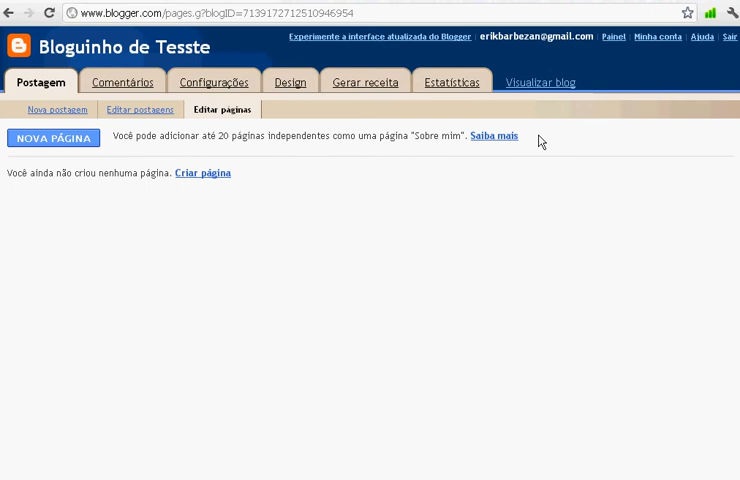 www.blogger.com/pages.g?blogID=7139172712510946954
Bloguinho de Tesste
Experimente a interface atualizada do Blogger | erikbarbezan@gmail.com | Painel | Minha conta | Ajuda | Sair
Postagem Comentários Configurações Design Gerar receita Estatísticas Visualizar blog
Nova postagem Editar postagens Editar páginas
NOVA PÁGINA Você pode adicionar até 20 páginas independentes como uma página "Sobre mim". Saiba mais
Você ainda não criou nenhuma página. Criar página